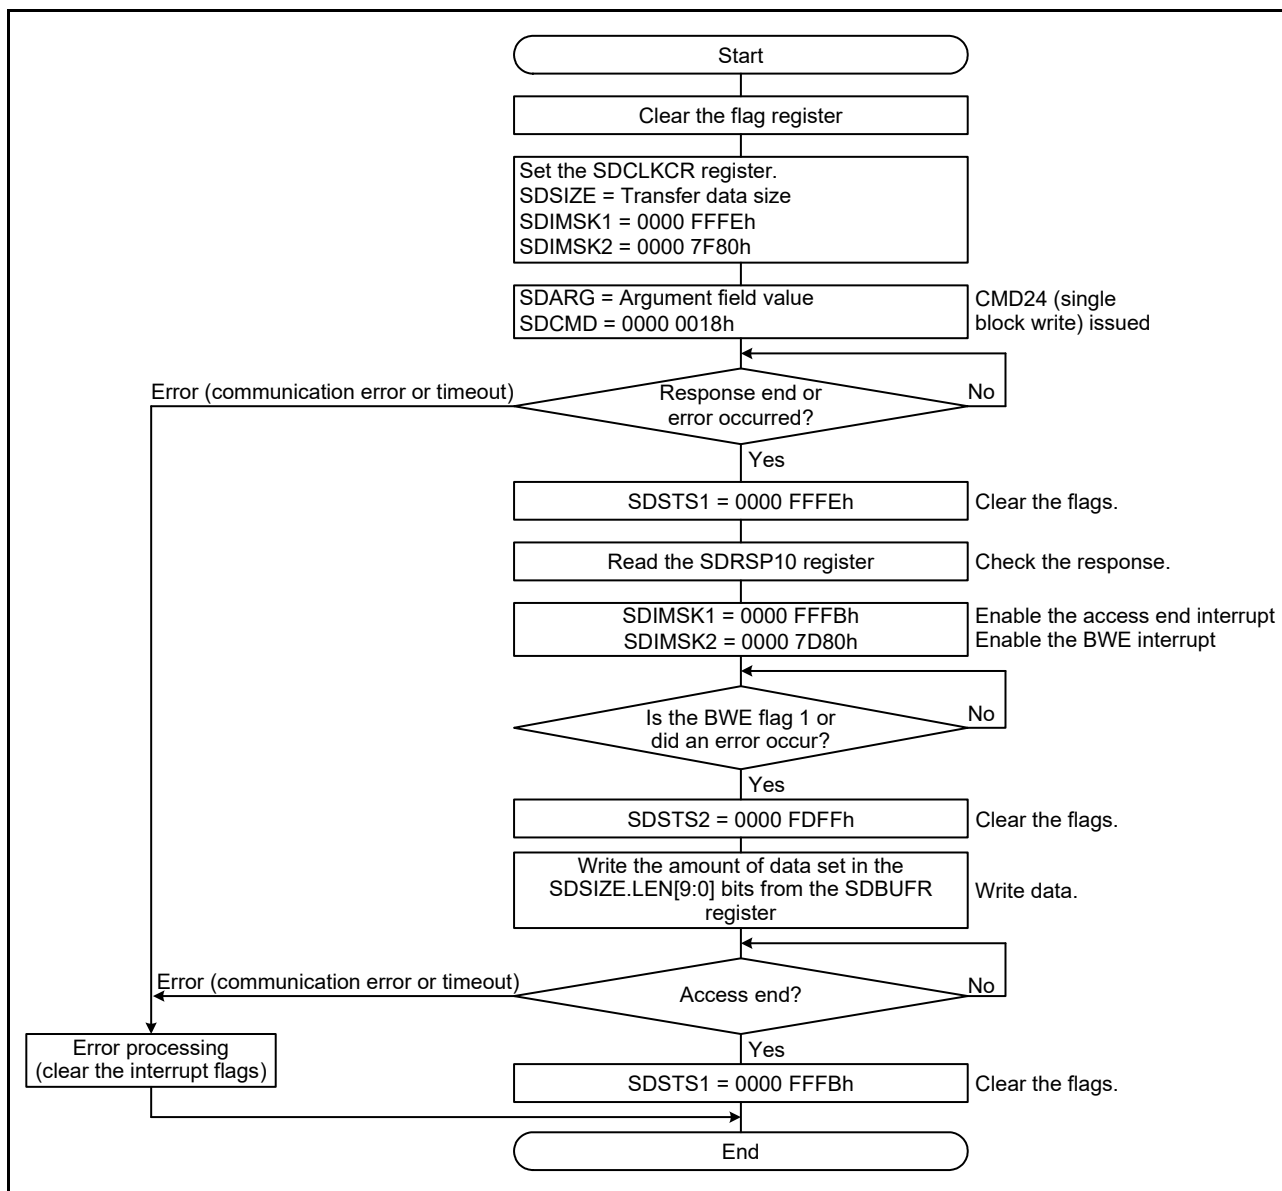 Start
Clear the flag register
Set the SDCLKCR register.
SDSIZE = Transfer data size
SDIMSK1 = 0000 FFFEh
SDIMSK2 = 0000 7F80h
SDARG = Argument field value
SDCMD = 0000 0018h
CMD24 (single
block write) issued
Error (communication error or timeout)
Response end or
error occurred?
No
Yes
SDSTS1 = 0000 FFFEh
Clear the flags.
Read the SDRSP10 register
Check the response.
SDIMSK1 = 0000 FFFBh
SDIMSK2 = 0000 7D80h
Enable the access end interrupt
Enable the BWE interrupt
Is the BWE flag 1 or
did an error occur?
No
Yes
SDSTS2 = 0000 FDFFh
Clear the flags.
Write the amount of data set in the
SDSIZE.LEN[9:0] bits from the SDBUFR
register
Write data.
Error (communication error or timeout)
Access end?
No
Yes
Error processing
(clear the interrupt flags)
SDSTS1 = 0000 FFFBh
Clear the flags.
End